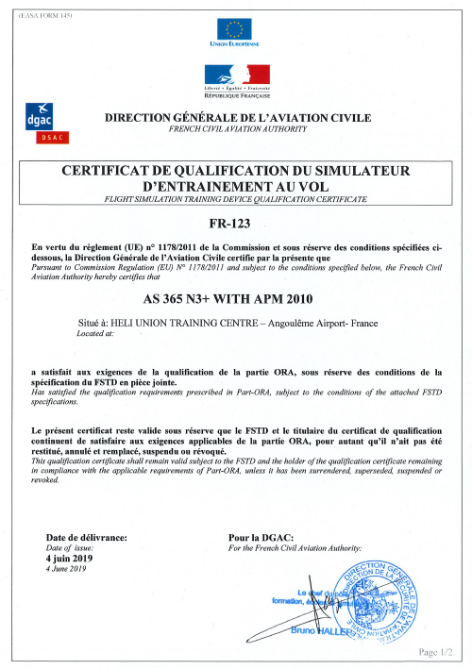 (EASA FORM 145)
UNION EUROPÉENNE
Liberté • Égalité • Fraternité
RÉPUBLIQUE FRANÇAISE
dgac
DSAC
DIRECTION GÉNÉRALE DE L'AVIATION CIVILE
FRENCH CIVIL AVIATION AUTHORITY
CERTIFICAT DE QUALIFICATION DU SIMULATEUR
D'ENTRAINEMENT AU VOL
FLIGHT SIMULATION TRAINING DEVICE QUALIFICATION CERTIFICATE
FR-123
En vertu du règlement (UE) n° 1178/2011 de la Commission et sous réserve des conditions spécifiées ci-
dessous, la Direction Générale de l'Aviation Civile certifie par la présente que
Pursuant to Commission Regulation (EU) N° 1178/2011 and subject to the conditions specified below, the French Civil
Aviation Authority hereby certifies that
AS 365 N3+ WITH APM 2010
Situé à: HELI UNION TRAINING CENTRE – Angoulême Airport- France
Located at:
a satisfait aux exigences de la qualification de la partie ORA, sous réserve des conditions de la
spécification du FSTD en pièce jointe.
Has satisfied the qualification requirements prescribed in Part-ORA, subject to the conditions of the attached FSTD
specifications.
Le présent certificat reste valide sous réserve que le FSTD et le titulaire du certificat de qualification
continuent de satisfaire aux exigences applicables de la partie ORA, pour autant qu'il n'ait pas été
restitué, annulé et remplacé, suspendu ou révoqué.
This qualification certificate shall remain valid subject to the FSTD and the holder of the qualification certificate remaining
in compliance with the applicable requirements of Part-ORA, unless it has been surrendered, superseded, suspended or
revoked.
Date de délivrance:
Date of issue:
4 juin 2019
4 June 2019
Pour la DGAC:
For the French Civil Aviation Authority:
Le chef du
formation,
Bruno HALLER
DIRECTION GÉNÉRALE DE L'AVIATION CIVILE
Page 1/2